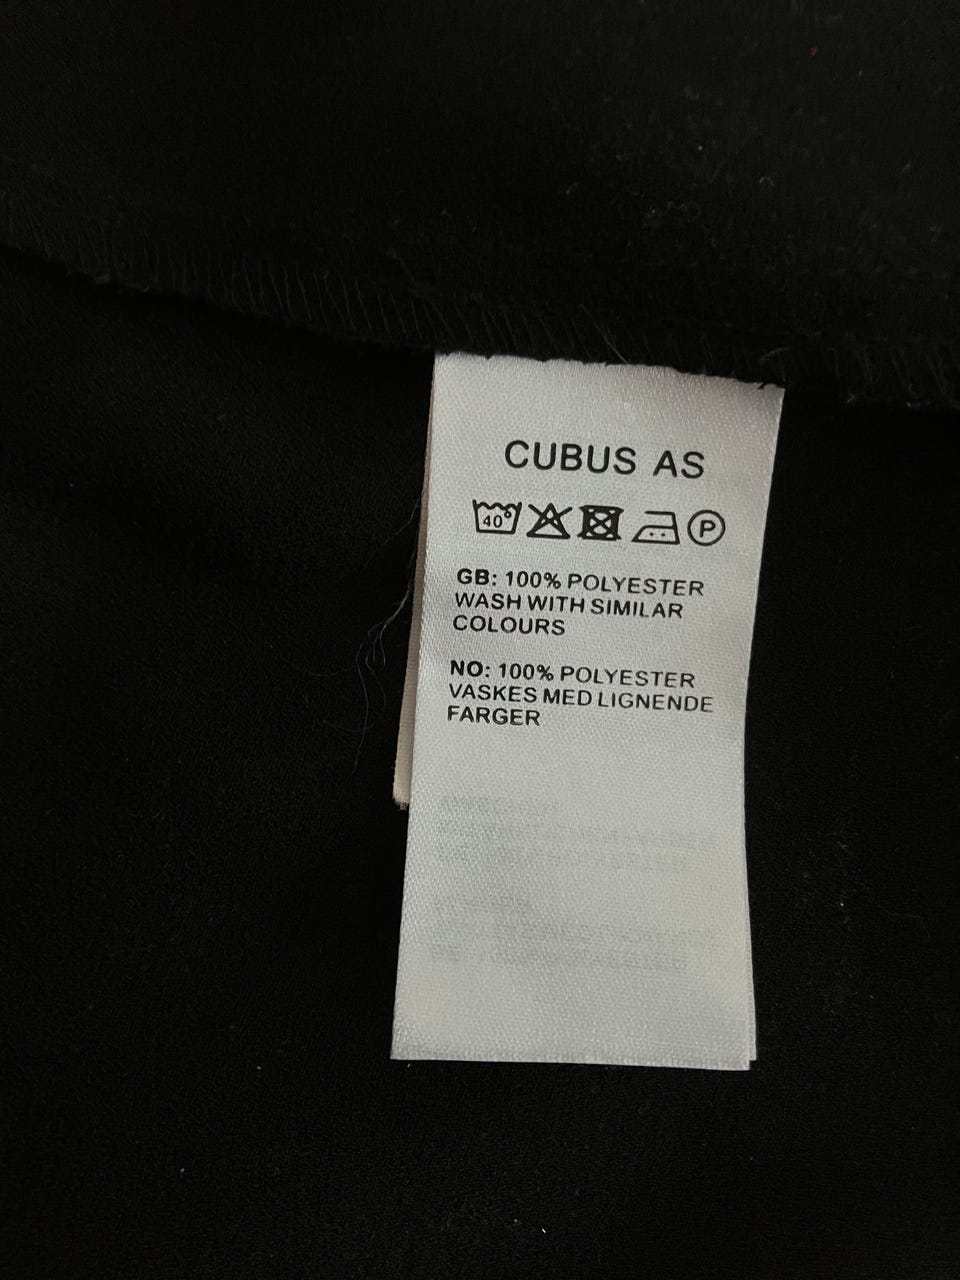 CUBUS AS
40°
P
GB: 100% POLYESTER
WASH WITH SIMILAR
COLOURS
NO: 100% POLYESTER
VASKES MED LIGNENDE
FARGER